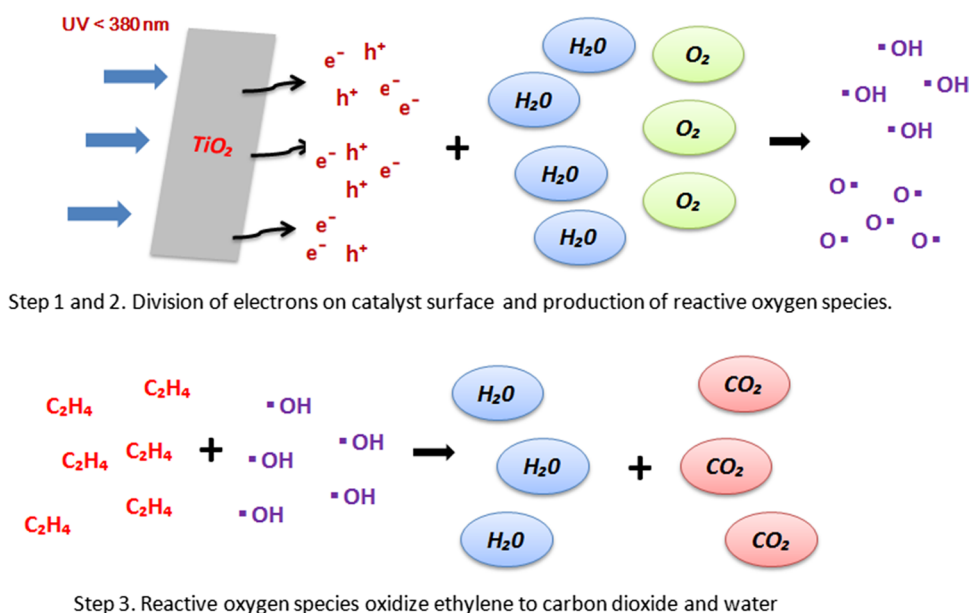 UV < 380 nm
TiO₂
e⁻ h⁺
h⁺ e⁻ e⁻
e⁻ h⁺ e⁻
h⁺
e⁻
e⁻ h⁺
+
H₂0
H₂0
H₂0
H₂0
O₂
O₂
O₂
▪OH
▪OH ▪OH
▪OH
O▪ O▪
O▪
O▪ O▪
Step 1 and 2. Division of electrons on catalyst surface and production of reactive oxygen species.
C₂H₄ C₂H₄
C₂H₄ C₂H₄
C₂H₄ C₂H₄
+
▪OH
▪OH ▪OH
▪OH ▪OH
H₂0
H₂0
H₂0
+
CO₂
CO₂
CO₂
Step 3. Reactive oxygen species oxidize ethylene to carbon dioxide and water